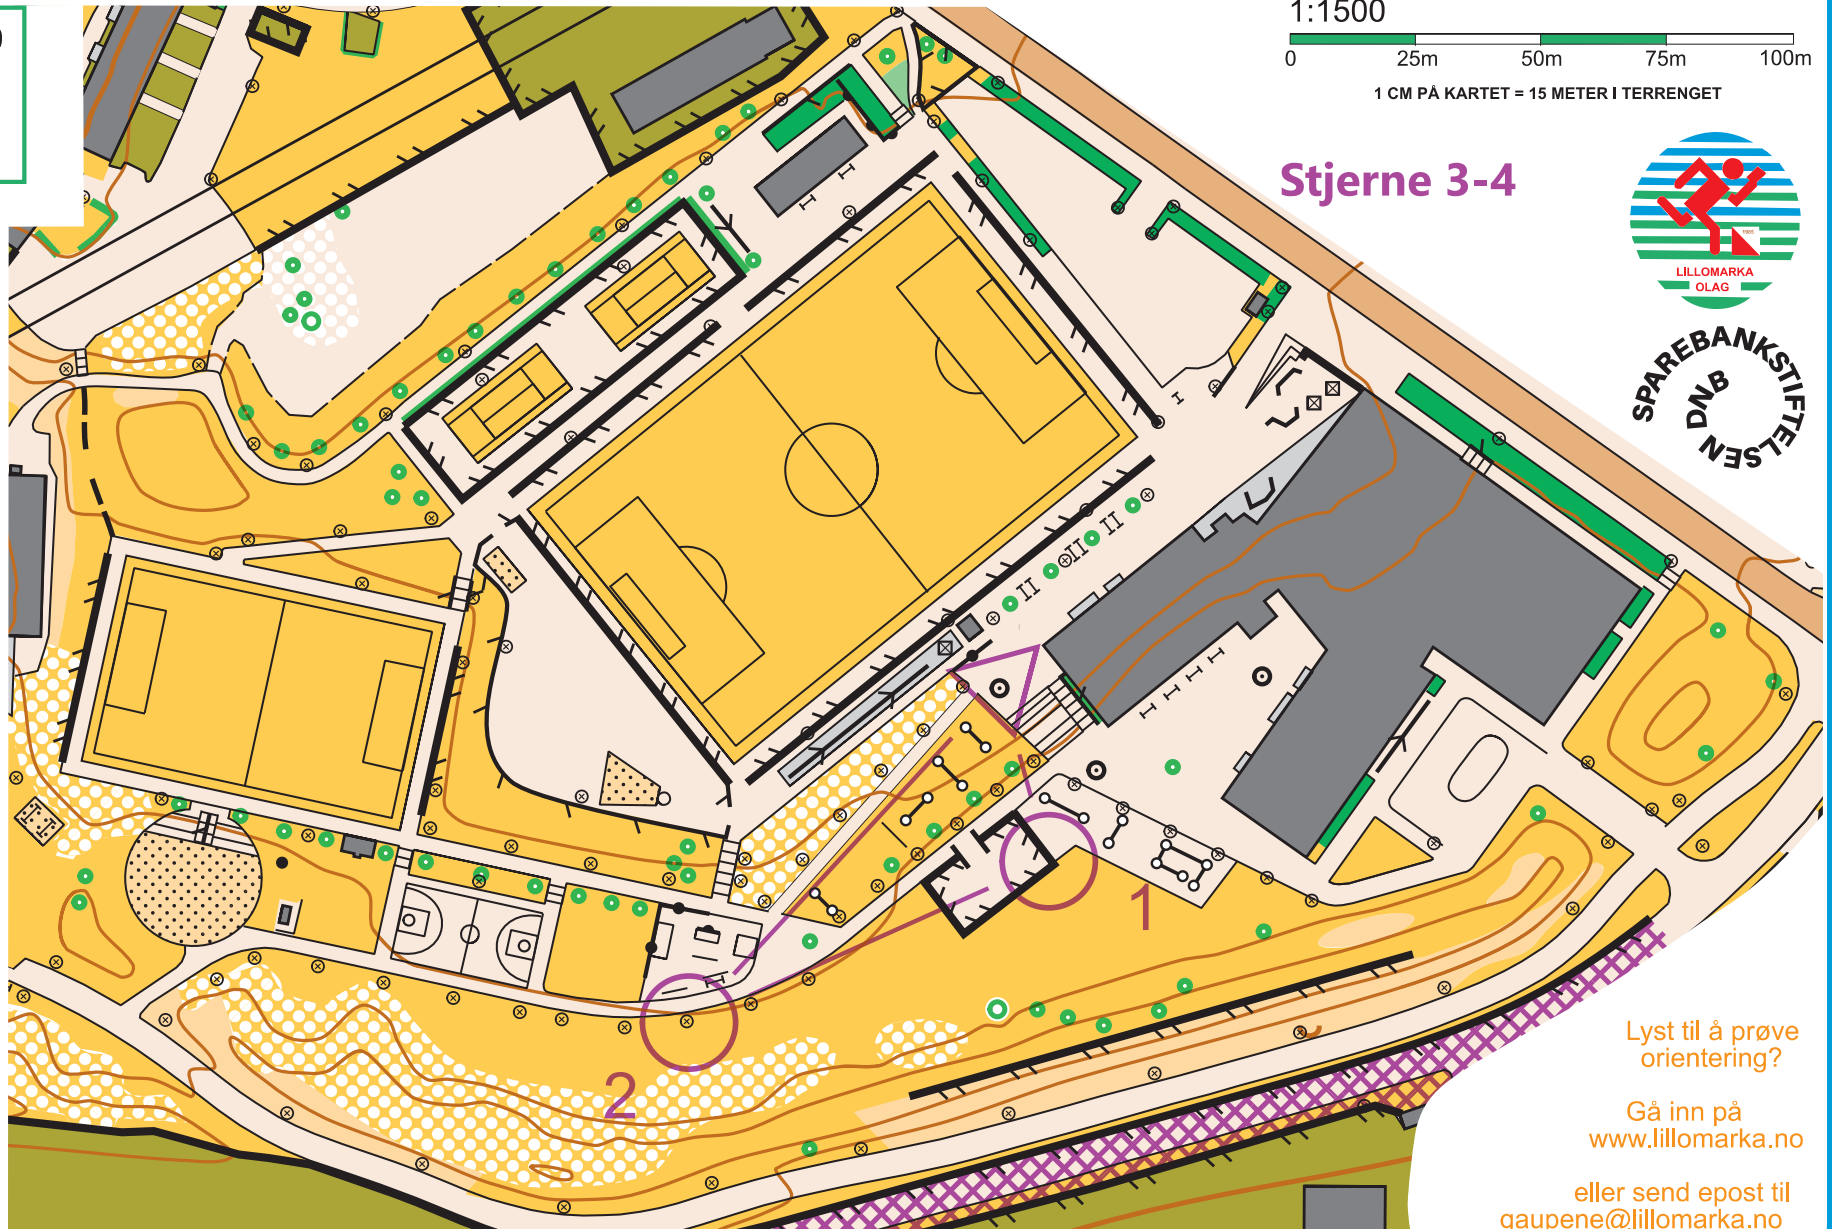 1:1500
0 25m 50m 75m 100m
1 CM PÅ KARTET = 15 METER I TERRENGET
Stjerne 3-4
LILLOMARKA
OLAG
SPAREBANKSTIFTELSEN
DNB
1
2
Lyst til å prøve
orientering?
Gå inn på
www.lillomarka.no
eller send epost til
gaupene@lillomarka.no